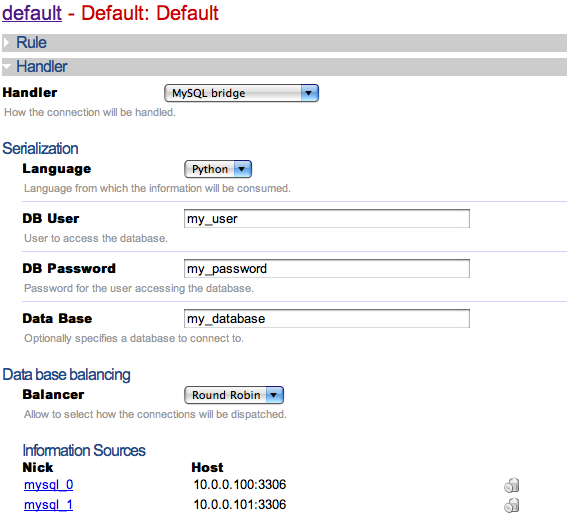 default - Default: Default
Rule
Handler
Handler MySQL bridge
How the connection will be handled.
Serialization
Language Python
Language from which the information will be consumed.
DB User my_user
User to access the database.
DB Password my_password
Password for the user accessing the database.
Data Base my_database
Optionally specifies a database to connect to.
Data base balancing
Balancer Round Robin
Allow to select how the connections will be dispatched.
Information Sources
Nick Host
mysql_0 10.0.0.100:3306
mysql_1 10.0.0.101:3306